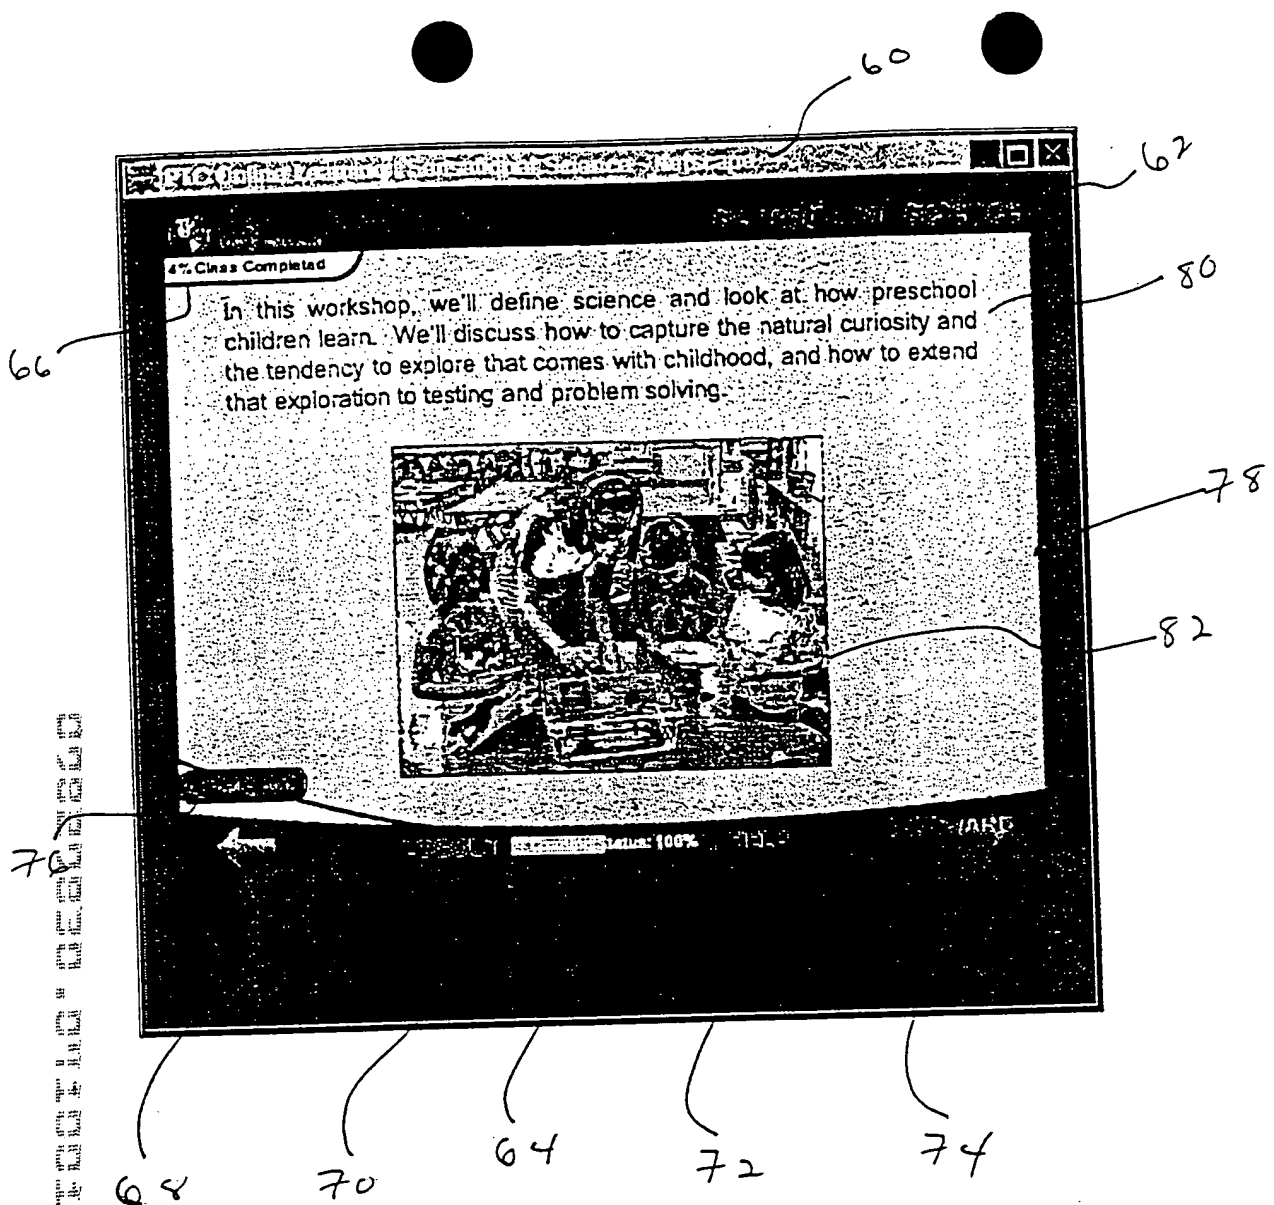 60
62
4% Class Completed
80
In this workshop, we'll define science and look at how preschool
children learn. We'll discuss how to capture the natural curiosity and
the tendency to explore that comes with childhood, and how to extend
that exploration to testing and problem solving.
66
78
82
76
Status: 100%
HELP
68
70
64
72
74